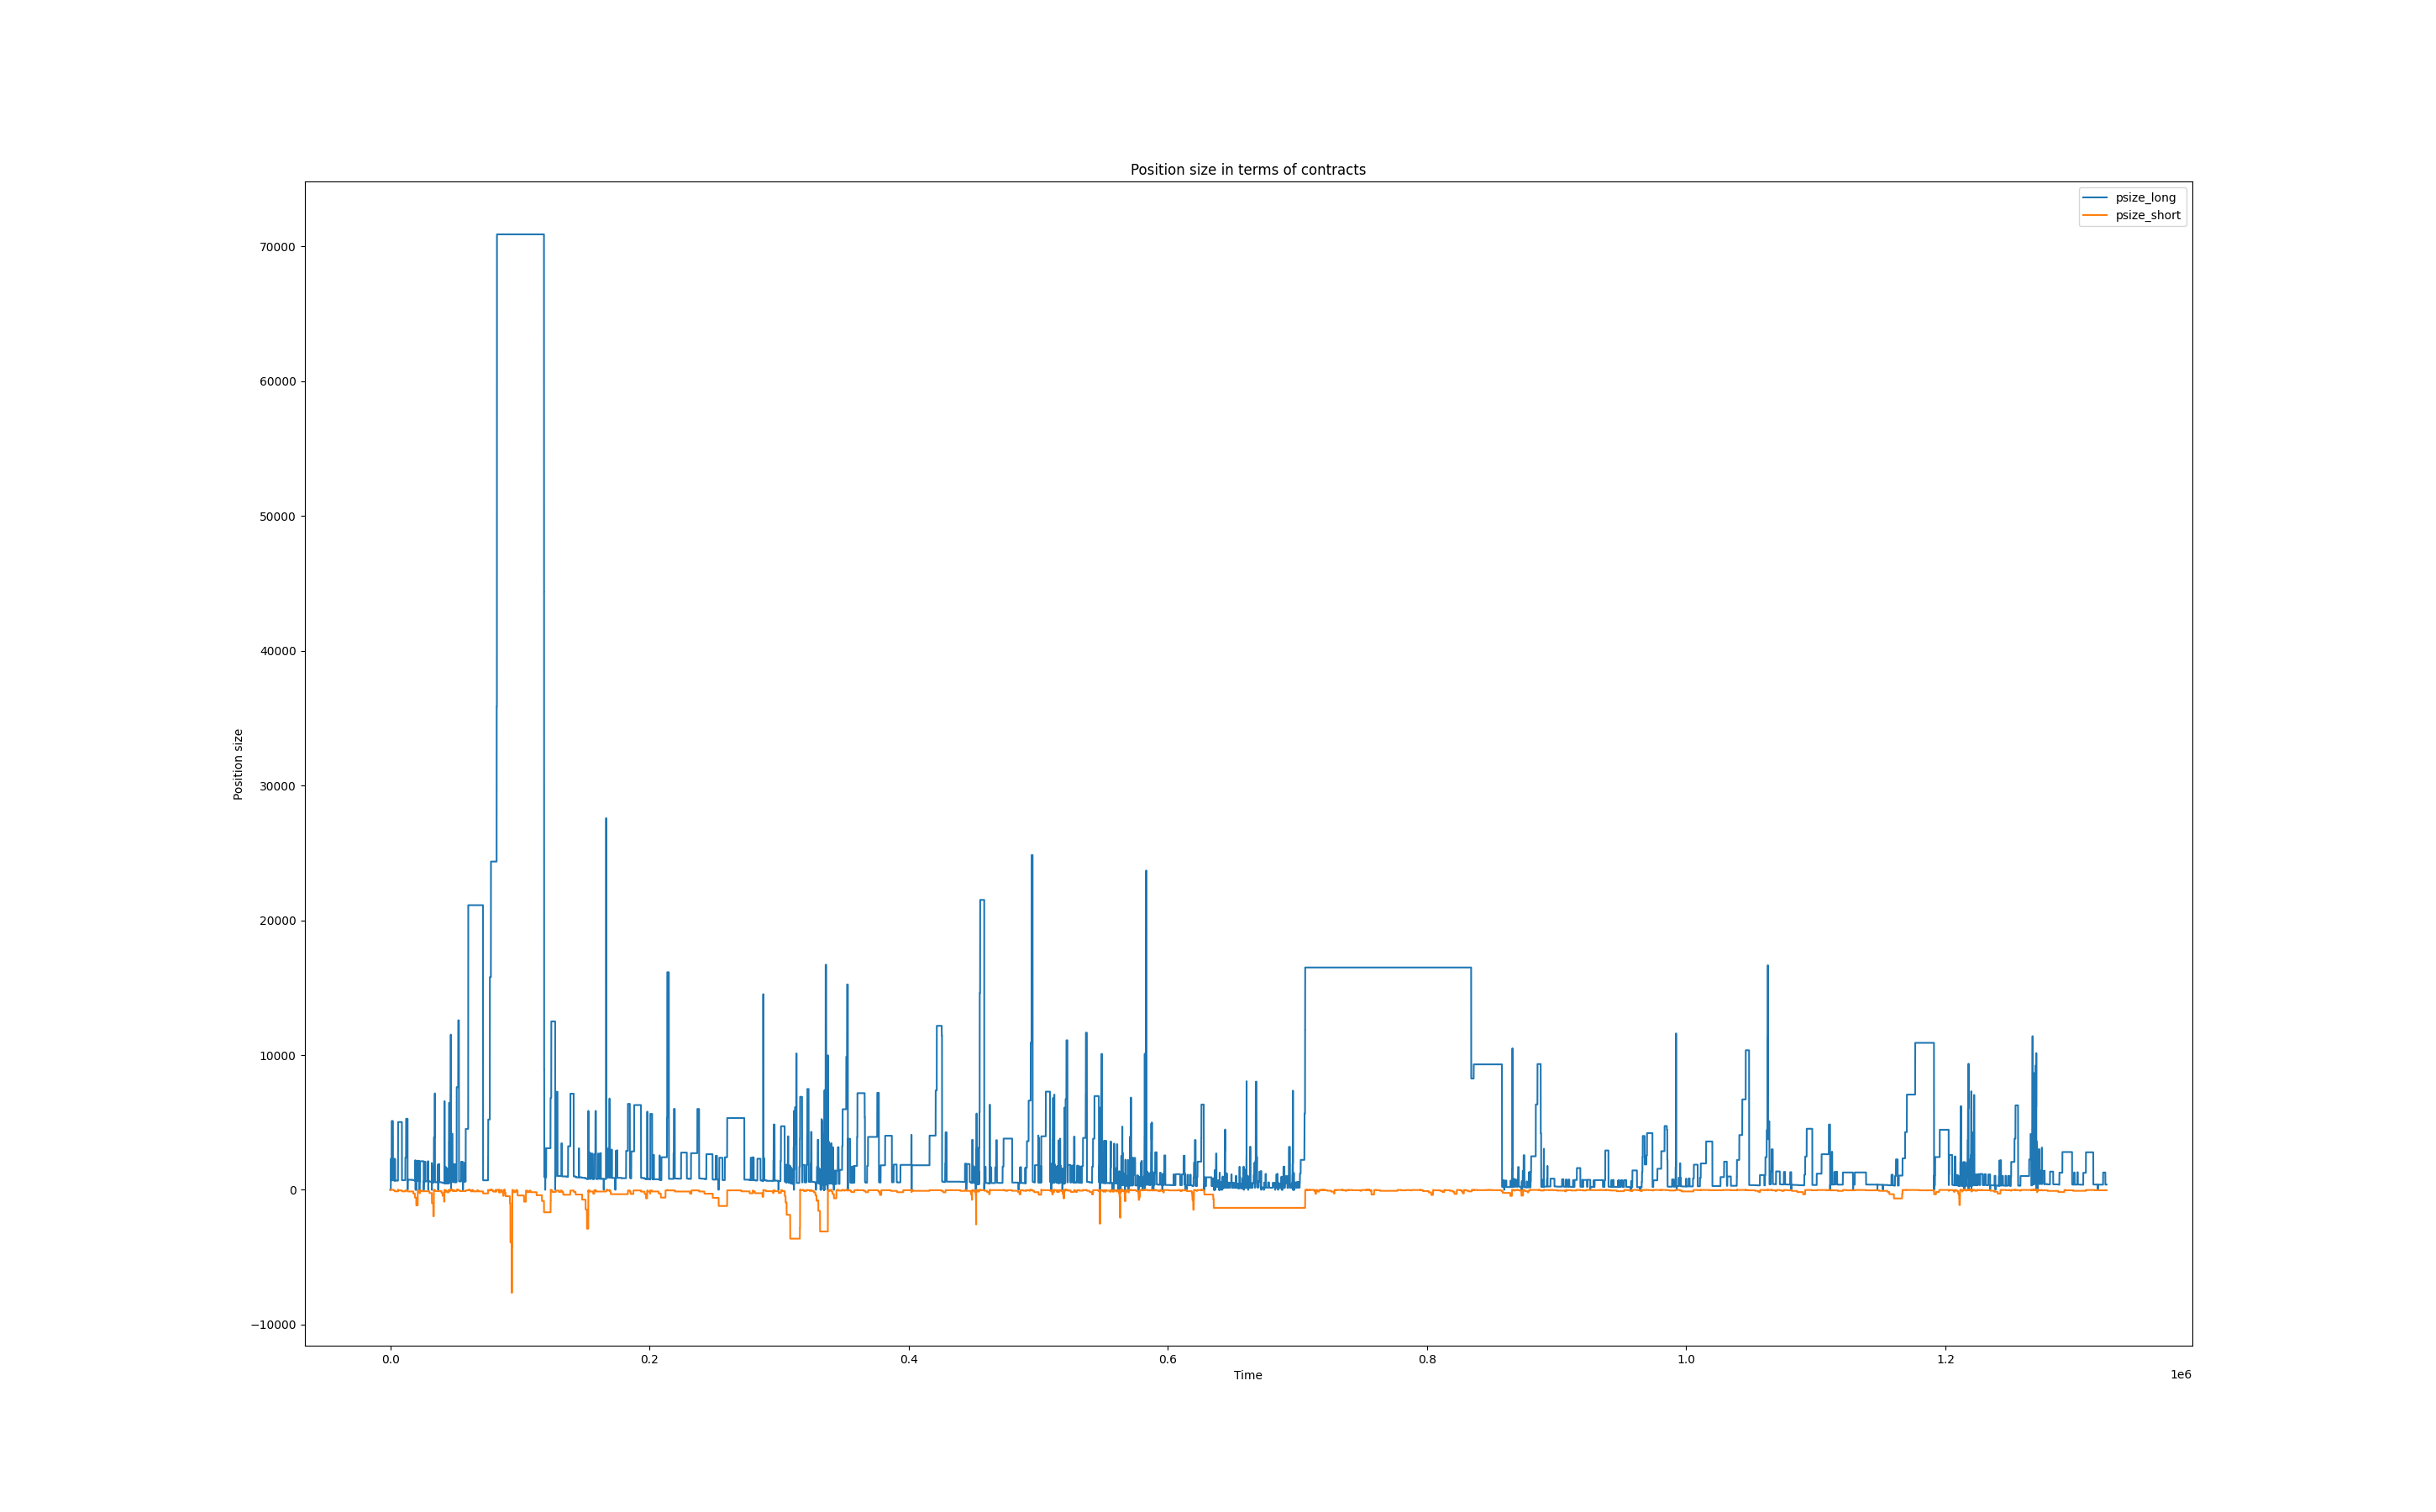 Position size in terms of contracts
psize_long
psize_short
70000
60000
50000
40000
30000
20000
10000
0
−10000
Position size
0.0 0.2 0.4 0.6 0.8 1.0 1.2
Time
1e6